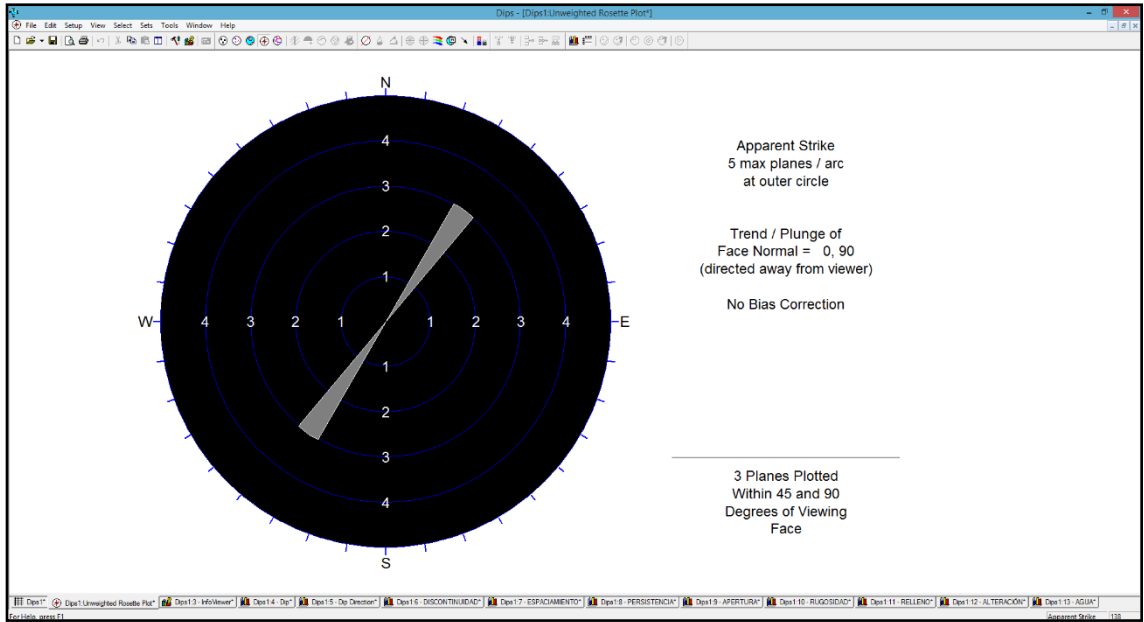 Dips - [Dips1:Unweighted Rosette Plot*]
File Edit Setup View Select Sets Tools Window Help
N
4
3
2
1
W 4 3 2 1 1 2 3 4 E
1
2
3
4
S
Apparent Strike
5 max planes / arc
at outer circle
Trend / Plunge of
Face Normal = 0, 90
(directed away from viewer)
No Bias Correction
3 Planes Plotted
Within 45 and 90
Degrees of Viewing
Face
Dips1* Dips1:Unweighted Rosette Plot* Dips1:3 - InfoViewer* Dips1:4 - Dip* Dips1:5 - Dip Direction* Dips1:6 - DISCONTINUIDAD* Dips1:7 - ESPACIAMIENTO* Dips1:8 - PERSISTENCIA* Dips1:9 - APERTURA* Dips1:10 - RUGOSIDAD* Dips1:11 - RELLENO* Dips1:12 - ALTERACIÓN* Dips1:13 - AGUA*
For Help, press F1 Apparent Strike 138